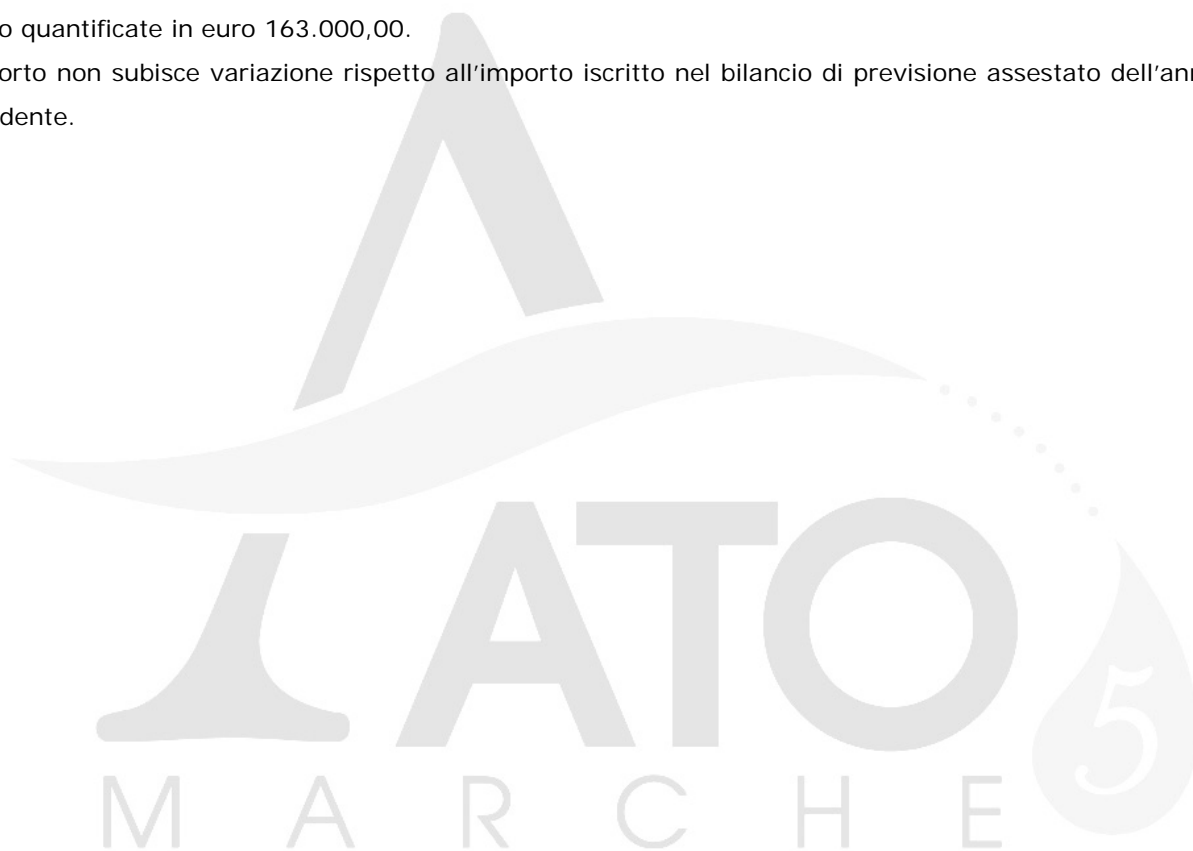 o quantificate in euro 163.000,00.
orto non subisce variazione rispetto all'importo iscritto nel bilancio di previsione assestato dell'ann
dente.
ATO
5
MARCHE